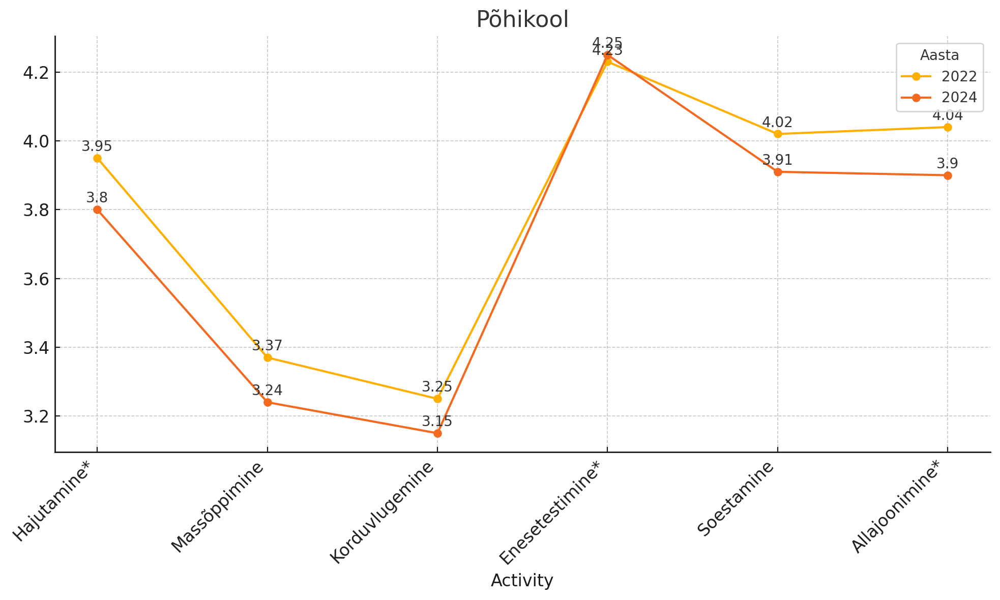 Põhikool
4.2
4.0
3.8
3.6
3.4
3.2
3.95
3.37
3.25
4.23
4.02
4.04
3.8
3.24
3.15
4.25
3.91
3.9
Aasta
2022
2024
Hajutamine*
Massõppimine
Korduvlugemine
Enesetestimine*
Soestamine
Allajoonimine*
Activity